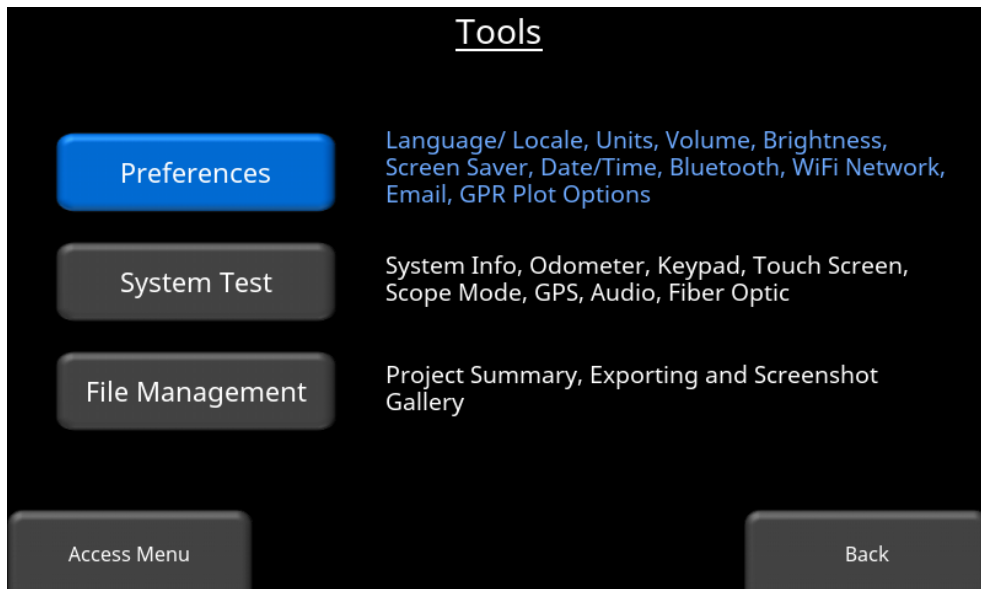 Tools
Preferences
Language/ Locale, Units, Volume, Brightness,
Screen Saver, Date/Time, Bluetooth, WiFi Network,
Email, GPR Plot Options
System Test
System Info, Odometer, Keypad, Touch Screen,
Scope Mode, GPS, Audio, Fiber Optic
File Management
Project Summary, Exporting and Screenshot
Gallery
Access Menu
Back